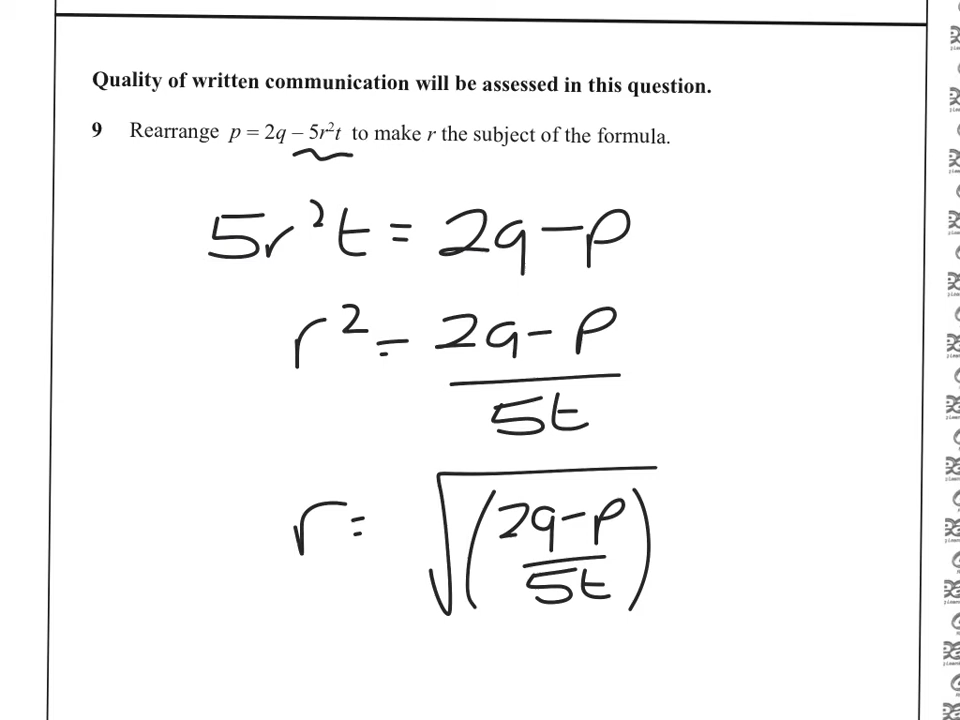 Quality of written communication will be assessed in this question.
9 Rearrange p = 2q – 5r²t to make r the subject of the formula.
5r²t = 2q – p
r² = 2q – p
5t
r = √(2q – p)
5t